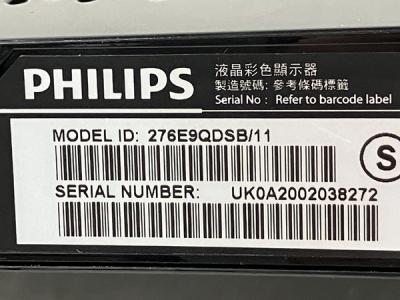 PHILIPS
液晶彩色顯示器
製造號碼: 參考條碼標籤
Serial No : Refer to barcode label
MODEL ID: 276E9QDSB/11
S
SERIAL NUMBER: UK0A2002038272